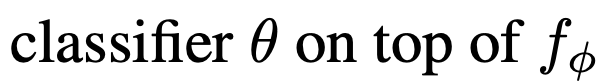 classifier θ on top of f_ϕ